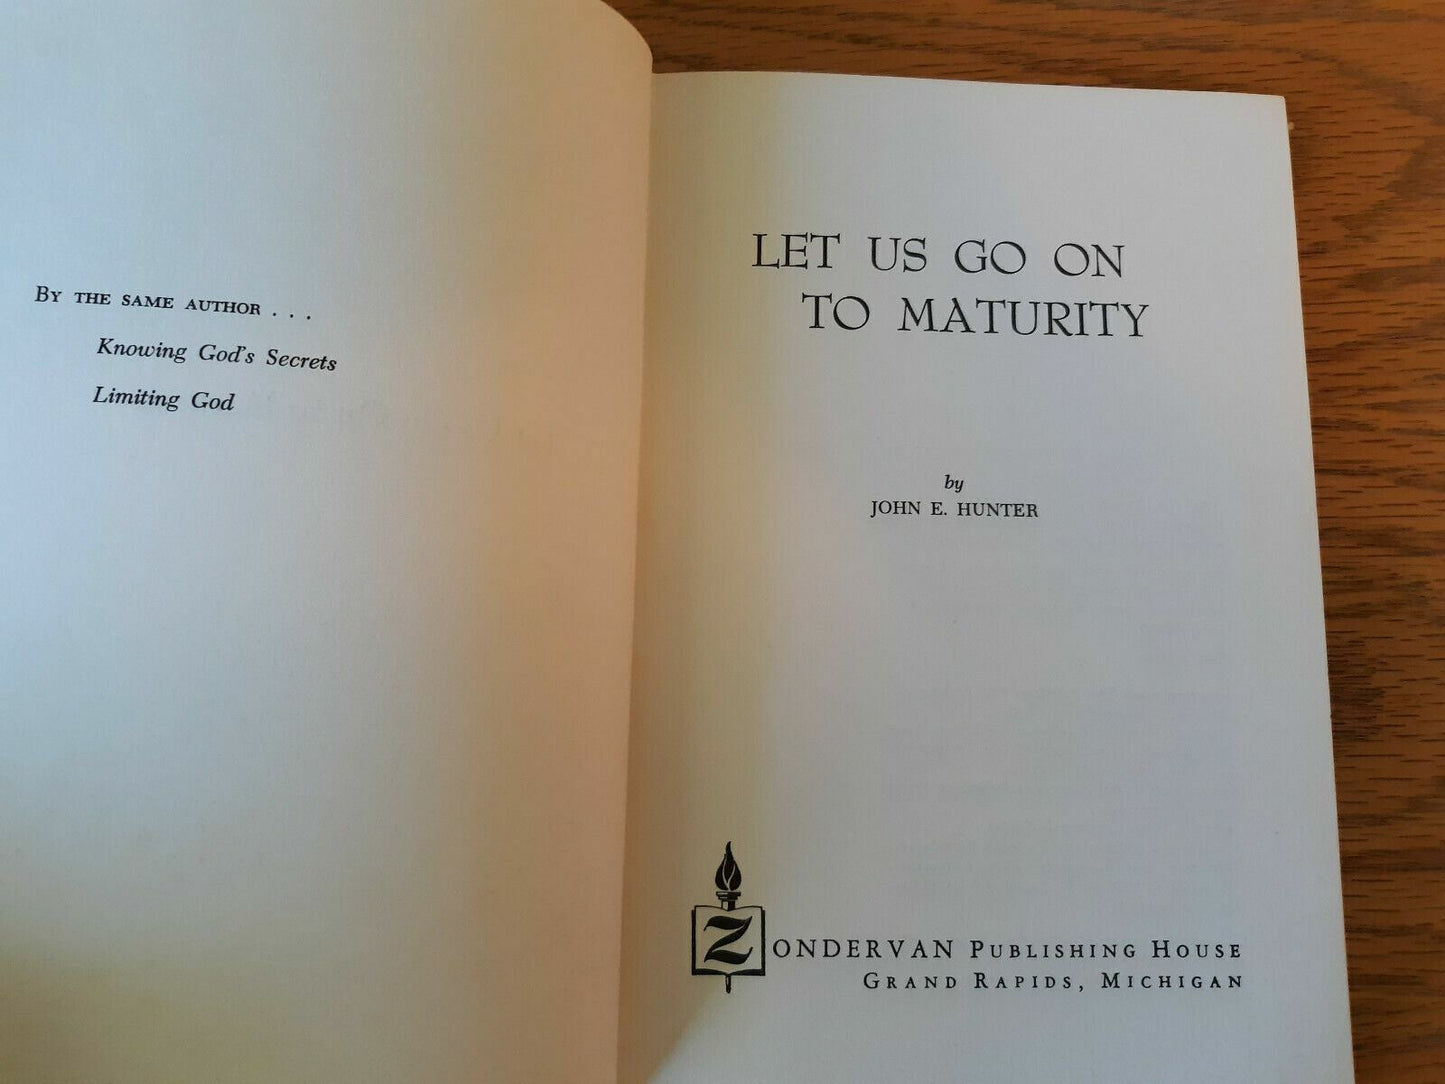 By the same author . . .
Knowing God's Secrets
Limiting God
LET US GO ON
TO MATURITY
by
JOHN E. HUNTER
ZONDERVAN PUBLISHING HOUSE
GRAND RAPIDS, MICHIGAN